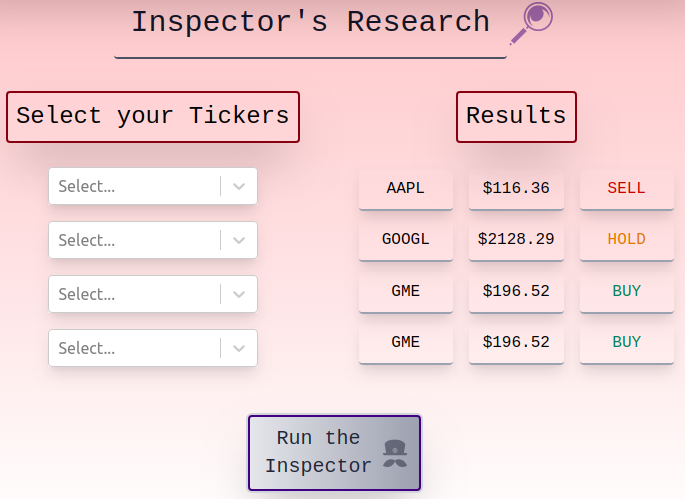 Inspector's Research
Select your Tickers
Results
Select...
Select...
Select...
Select...
AAPL $116.36 SELL
GOOGL $2128.29 HOLD
GME $196.52 BUY
GME $196.52 BUY
Run the
Inspector